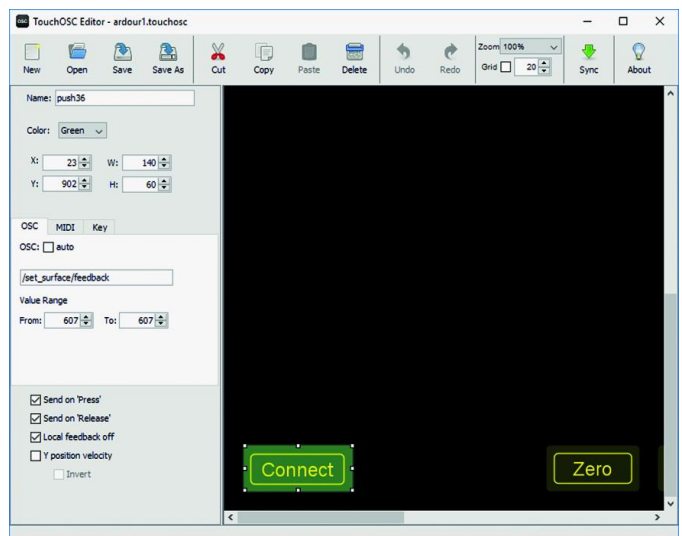 TouchOSC Editor - ardour1.touchosc
New Open Save Save As Cut Copy Paste Delete Undo Redo Zoom 100% Grid 20 Sync About
Name: push36
Color: Green
X: 23 W: 140
Y: 902 H: 60
OSC MIDI Key
OSC: auto
/set_surface/feedback
Value Range
From: 607 To: 607
Send on 'Press'
Send on 'Release'
Local feedback off
Y position velocity
Invert
Connect Zero